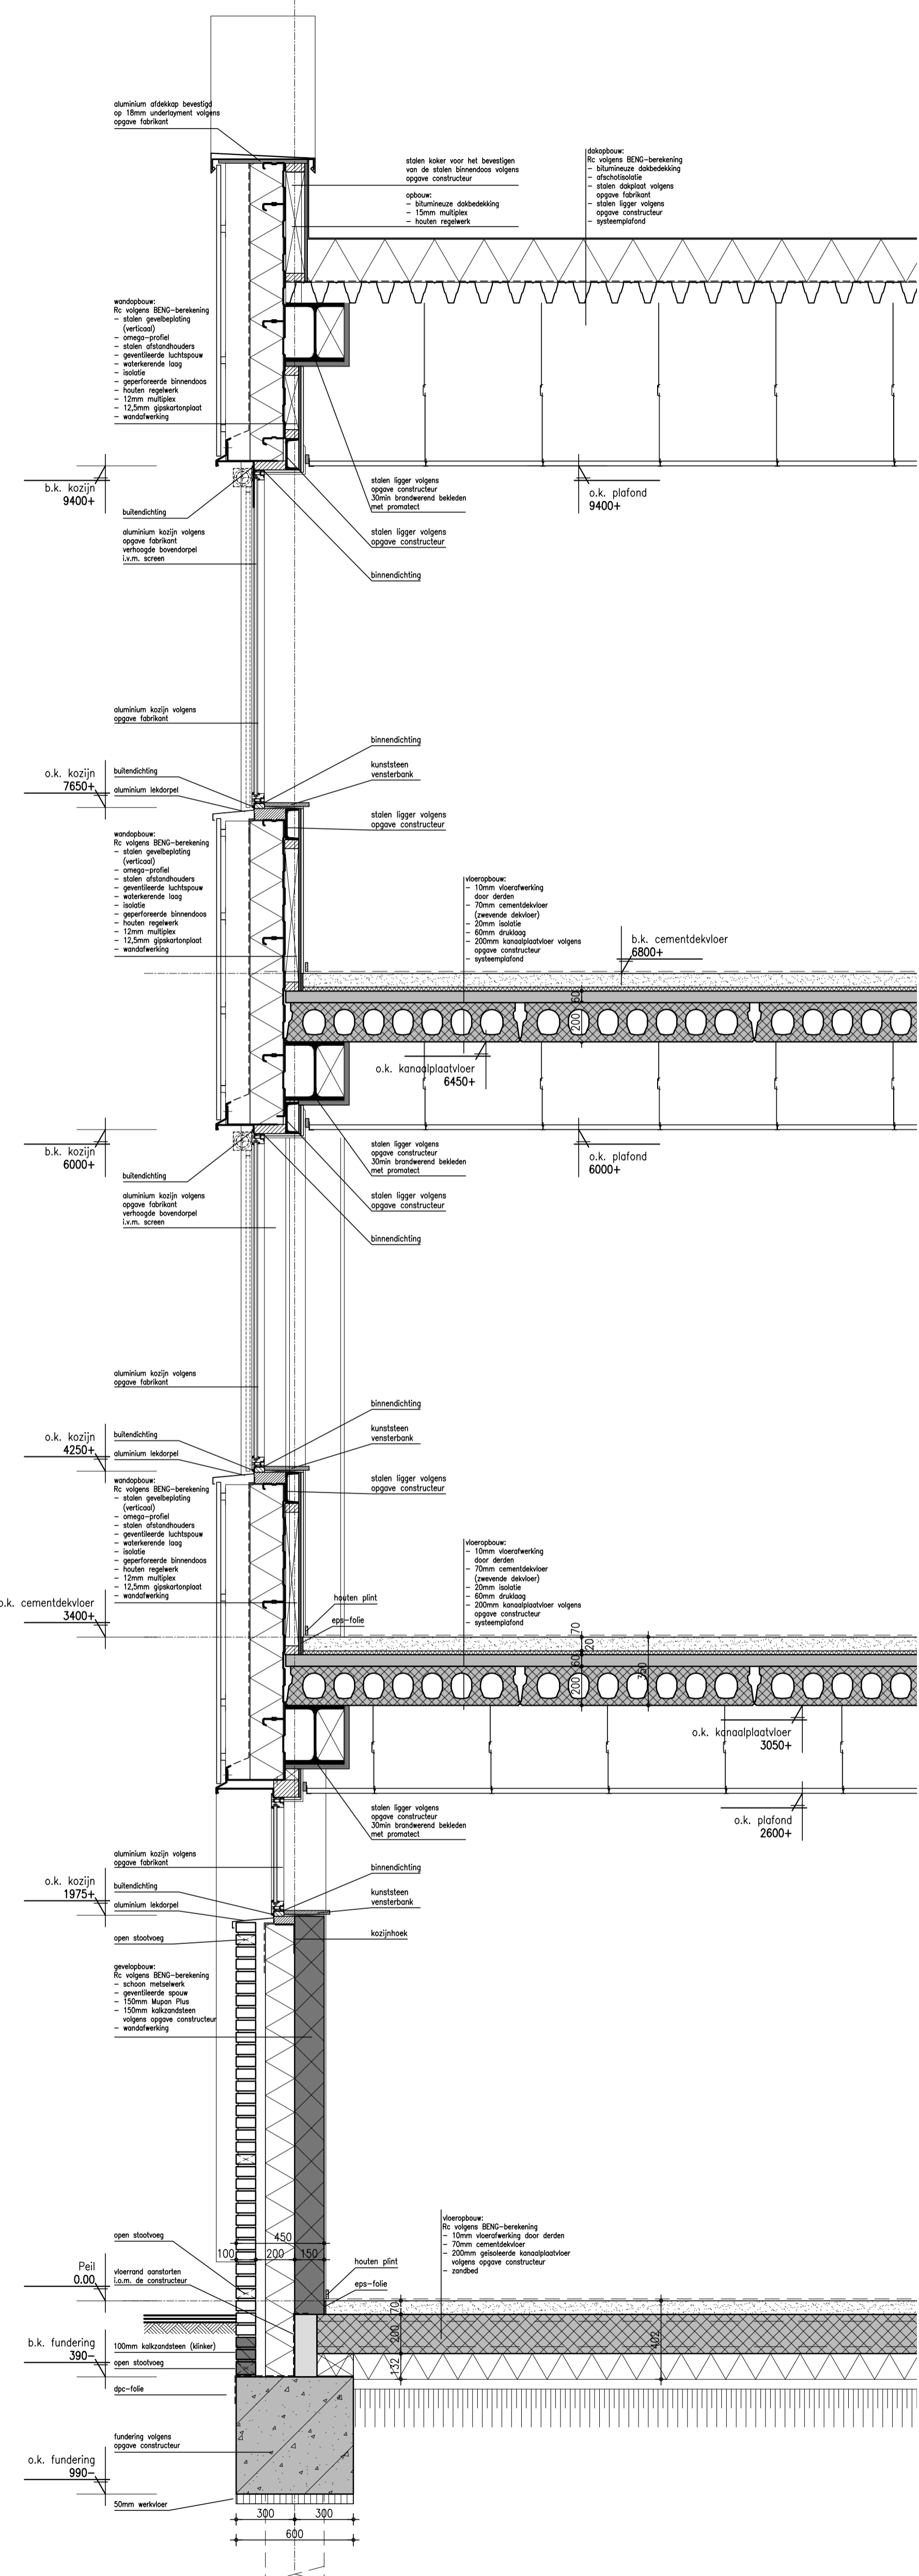 aluminium afdekkap bevestigd
op 18mm underlayment volgens
opgave fabrikant
stalen koker voor het bevestigen
van de stalen binnendoos volgens
opgave constructeur
opbouw:
- bitumineuze dakbedekking
- 15mm multiplex
- houten regelwerk
dakopbouw:
Rc volgens BENG-berekening
- bitumineuze dakbedekking
- afschotisolatie
- stalen dakplaat volgens
opgave fabrikant
- stalen ligger volgens
opgave constructeur
- systeemplafond
wandopbouw:
Rc volgens BENG-berekening
- stalen gevelbeplating
(verticaal)
- omega-profiel
- stalen afstandhouders
- geventileerde luchtspouw
- waterkerende laag
- isolatie
- geperforeerde binnendoos
- houten regelwerk
- 12mm multiplex
- 12,5mm gipskartonplaat
- wandafwerking
b.k. kozijn
9400+
stalen ligger volgens
opgave constructeur
30min brandwerend bekleden
met promatect
o.k. plafond
9400+
buitendichting
aluminium kozijn volgens
opgave fabrikant
verhoogde bovendorpel
i.v.m. screen
stalen ligger volgens
opgave constructeur
binnendichting
aluminium kozijn volgens
opgave fabrikant
binnendichting
o.k. kozijn
7650+
buitendichting
aluminium lekdorpel
kunststeen
vensterbank
stalen ligger volgens
opgave constructeur
wandopbouw:
Rc volgens BENG-berekening
- stalen gevelbeplating
(verticaal)
- omega-profiel
- stalen afstandhouders
- geventileerde luchtspouw
- waterkerende laag
- isolatie
- geperforeerde binnendoos
- houten regelwerk
- 12mm multiplex
- 12,5mm gipskartonplaat
- wandafwerking
vloeropbouw:
- 10mm vloerafwerking
door derden
- 70mm cementdekvloer
(zwevende dekvloer)
- 20mm isolatie
- 60mm druklaag
- 200mm kanaalplaatvloer volgens
opgave constructeur
- systeemplafond
b.k. cementdekvloer
6800+
60
200
o.k. kanaalplaatvloer
6450+
b.k. kozijn
6000+
stalen ligger volgens
opgave constructeur
30min brandwerend bekleden
met promatect
o.k. plafond
6000+
buitendichting
aluminium kozijn volgens
opgave fabrikant
verhoogde bovendorpel
i.v.m. screen
stalen ligger volgens
opgave constructeur
binnendichting
aluminium kozijn volgens
opgave fabrikant
binnendichting
o.k. kozijn
4250+
buitendichting
aluminium lekdorpel
kunststeen
vensterbank
stalen ligger volgens
opgave constructeur
wandopbouw:
Rc volgens BENG-berekening
- stalen gevelbeplating
(verticaal)
- omega-profiel
- stalen afstandhouders
- geventileerde luchtspouw
- waterkerende laag
- isolatie
- geperforeerde binnendoos
- houten regelwerk
- 12mm multiplex
- 12,5mm gipskartonplaat
- wandafwerking
vloeropbouw:
- 10mm vloerafwerking
door derden
- 70mm cementdekvloer
(zwevende dekvloer)
- 20mm isolatie
- 60mm druklaag
- 200mm kanaalplaatvloer volgens
opgave constructeur
- systeemplafond
o.k. cementdekvloer
3400+
houten plint
eps-folie
70
20
60
200
350
o.k. kanaalplaatvloer
3050+
stalen ligger volgens
opgave constructeur
30min brandwerend bekleden
met promatect
o.k. plafond
2600+
aluminium kozijn volgens
opgave fabrikant
binnendichting
o.k. kozijn
1975+
buitendichting
aluminium lekdorpel
kunststeen
vensterbank
open stootvoeg
kozijnhoek
gevelopbouw:
Rc volgens BENG-berekening
- schoon metselwerk
- geventileerde spouw
- 150mm Mupan Plus
- 150mm kalkzandsteen
volgens opgave constructeur
- wandafwerking
450
100
200
150
open stootvoeg
vloeropbouw:
Rc volgens BENG-berekening
- 10mm vloerafwerking door derden
- 70mm cementdekvloer
- 200mm geisoleerde kanaalplaatvloer
volgens opgave constructeur
- zandbed
Peil
0.00
vloerrand aanstorten
i.o.m. de constructeur
houten plint
eps-folie
70
200
132
402
b.k. fundering
390-
100mm kalkzandsteen (klinker)
open stootvoeg
dpc-folie
fundering volgens
opgave constructeur
o.k. fundering
990-
50mm werkvloer
300
300
600